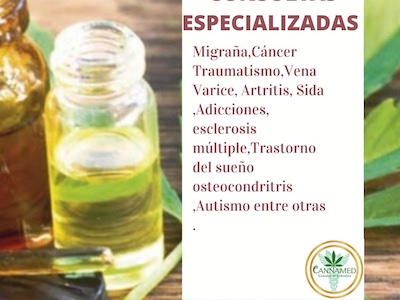 ESPECIALIZADAS
Migraña,Cáncer
Traumatismo,Vena
Varice, Artritis, Sida
,Adicciones,
esclerosis
múltiple,Trastorno
del sueño
osteocondritris
,Autismo entre otras
.
CANNAMED